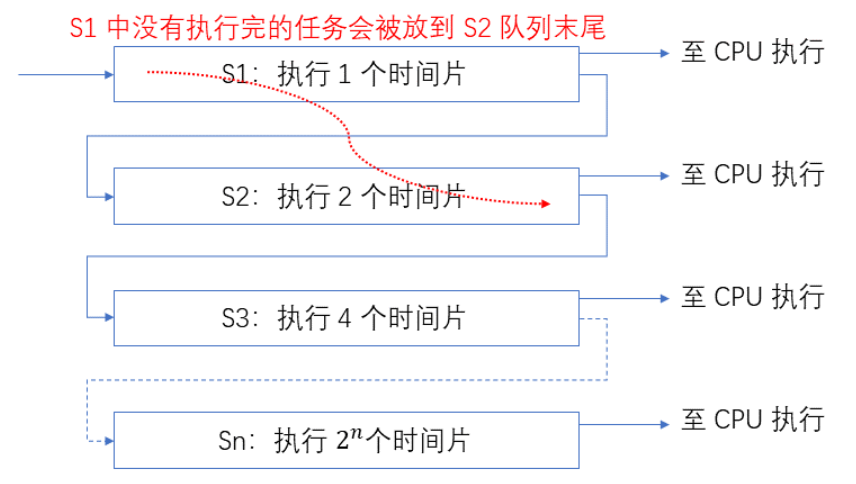 S1 中没有执行完的任务会被放到 S2 队列末尾
S1：执行 1 个时间片
至 CPU 执行
S2：执行 2 个时间片
至 CPU 执行
S3：执行 4 个时间片
至 CPU 执行
Sn：执行 2ⁿ个时间片
至 CPU 执行